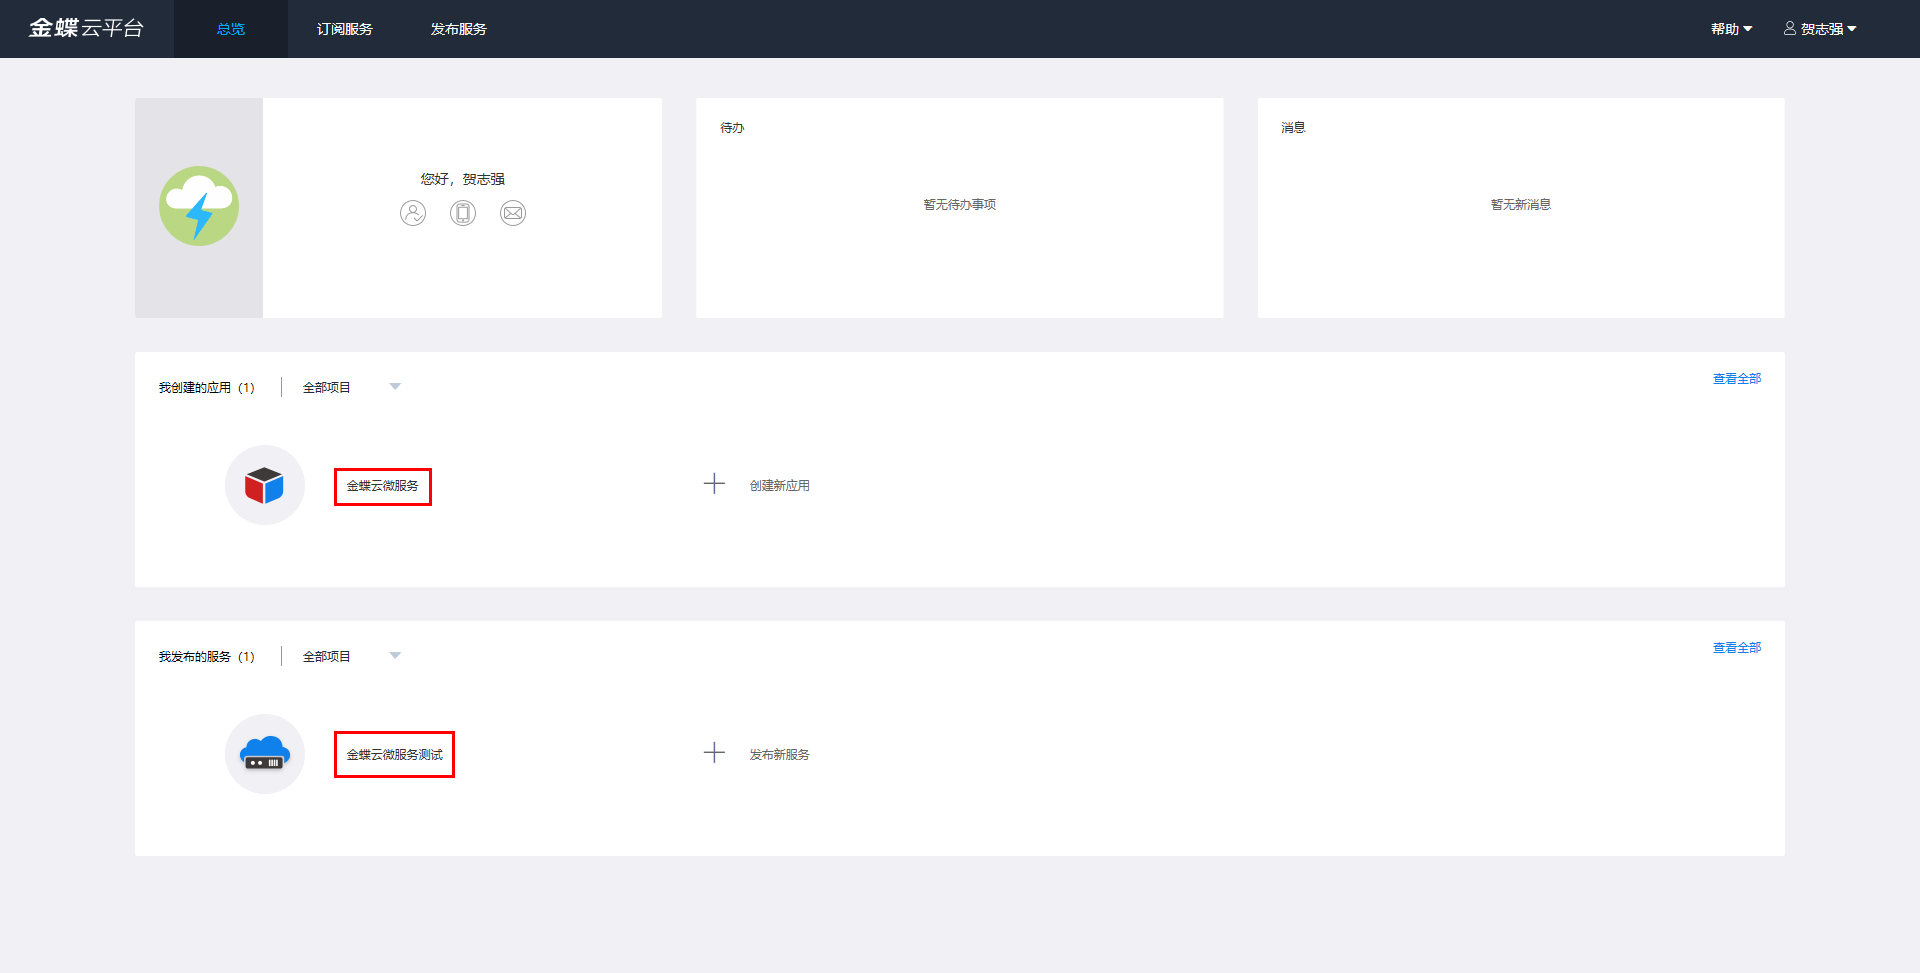 金蝶云平台
总览
订阅服务
发布服务
帮助
贺志强
您好，贺志强
待办
暂无待办事项
消息
暂无新消息
我创建的应用（1）
全部项目
查看全部
金蝶云微服务
创建新应用
我发布的服务（1）
全部项目
查看全部
金蝶云微服务测试
发布新服务